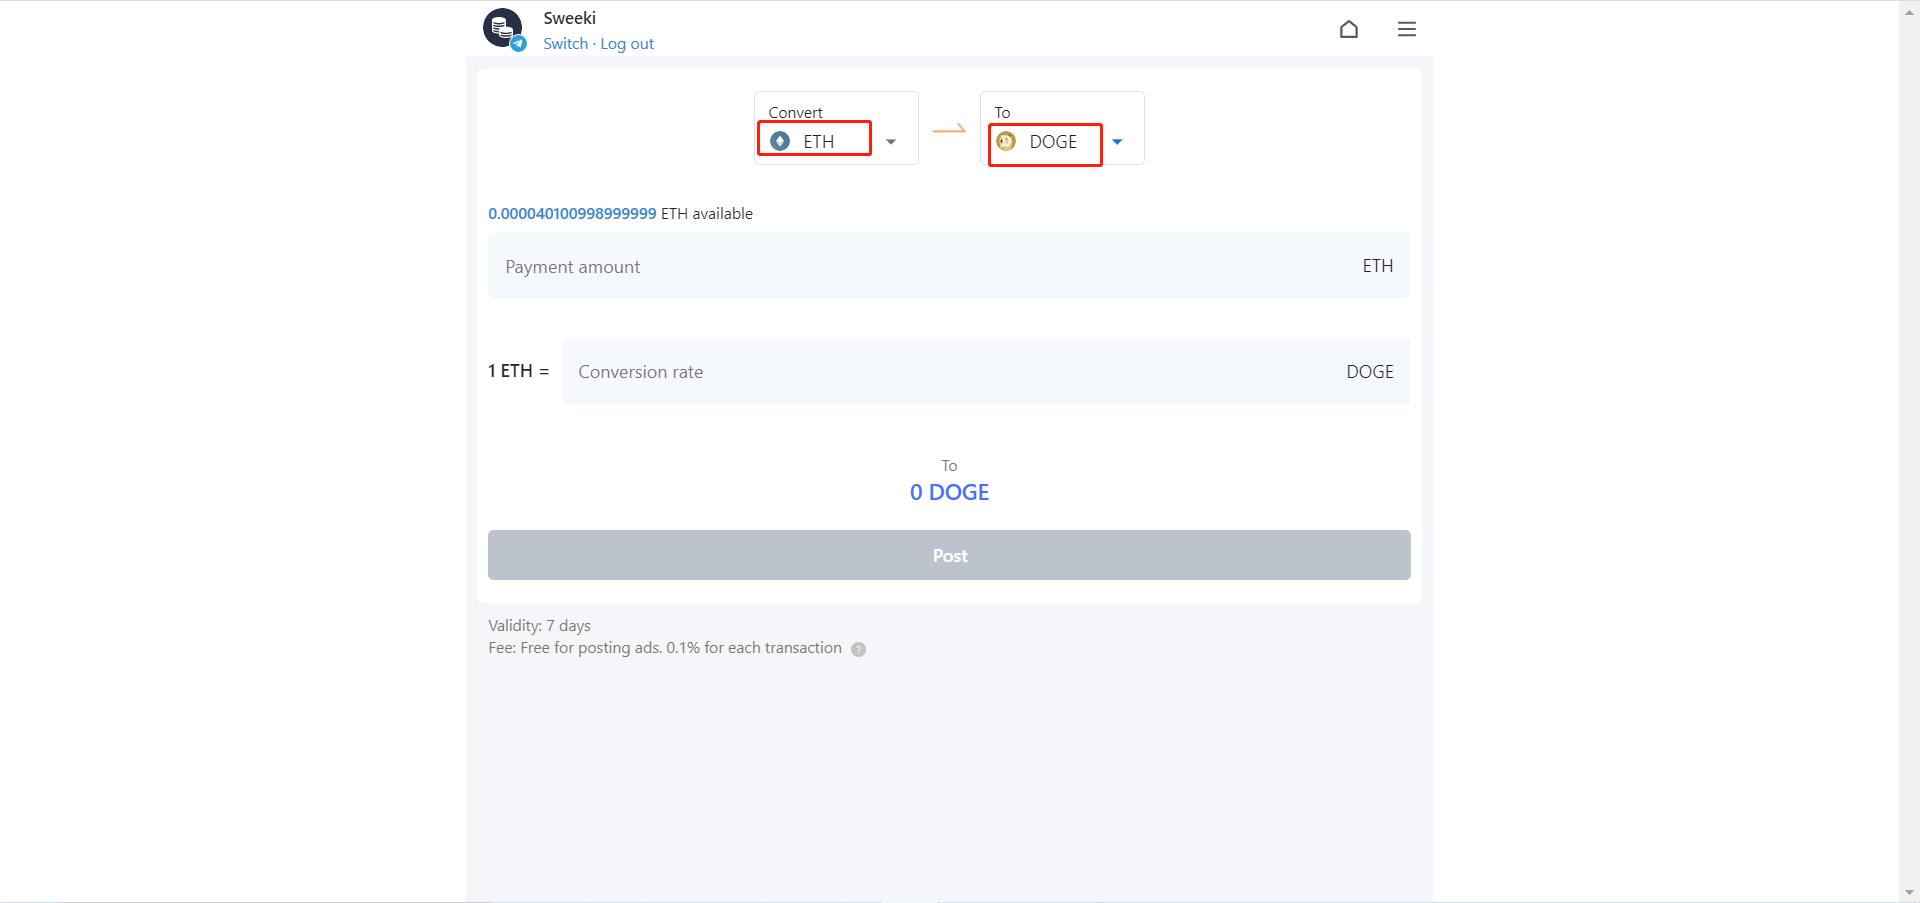 Sweeki
Switch · Log out
Convert
ETH
To
DOGE
0.000040100998999999 ETH available
Payment amount
ETH
1 ETH =
Conversion rate
DOGE
To
0 DOGE
Post
Validity: 7 days
Fee: Free for posting ads. 0.1% for each transaction ?